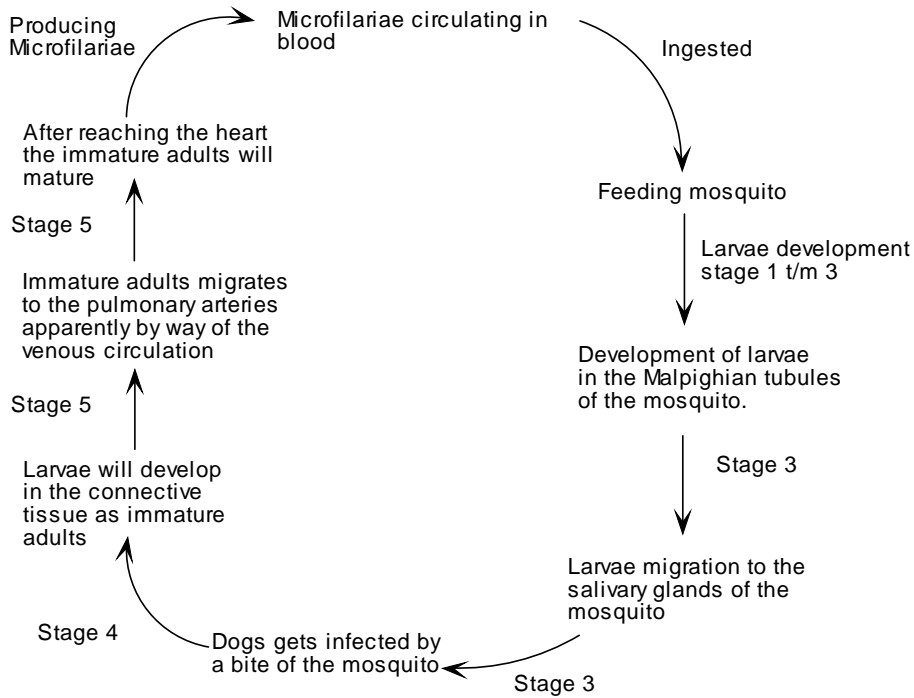 Microfilariae circulating in
blood
Ingested
Feeding mosquito
Larvae development
stage 1 t/m 3
Development of larvae
in the Malpighian tubules
of the mosquito.
Stage 3
Larvae migration to the
salivary glands of the
mosquito
Stage 3
Dogs gets infected by
a bite of the mosquito
Stage 4
Larvae will develop
in the connective
tissue as immature
adults
Stage 5
Immature adults migrates
to the pulmonary arteries
apparently by way of the
venous circulation
Stage 5
After reaching the heart
the immature adults will
mature
Producing
Microfilariae